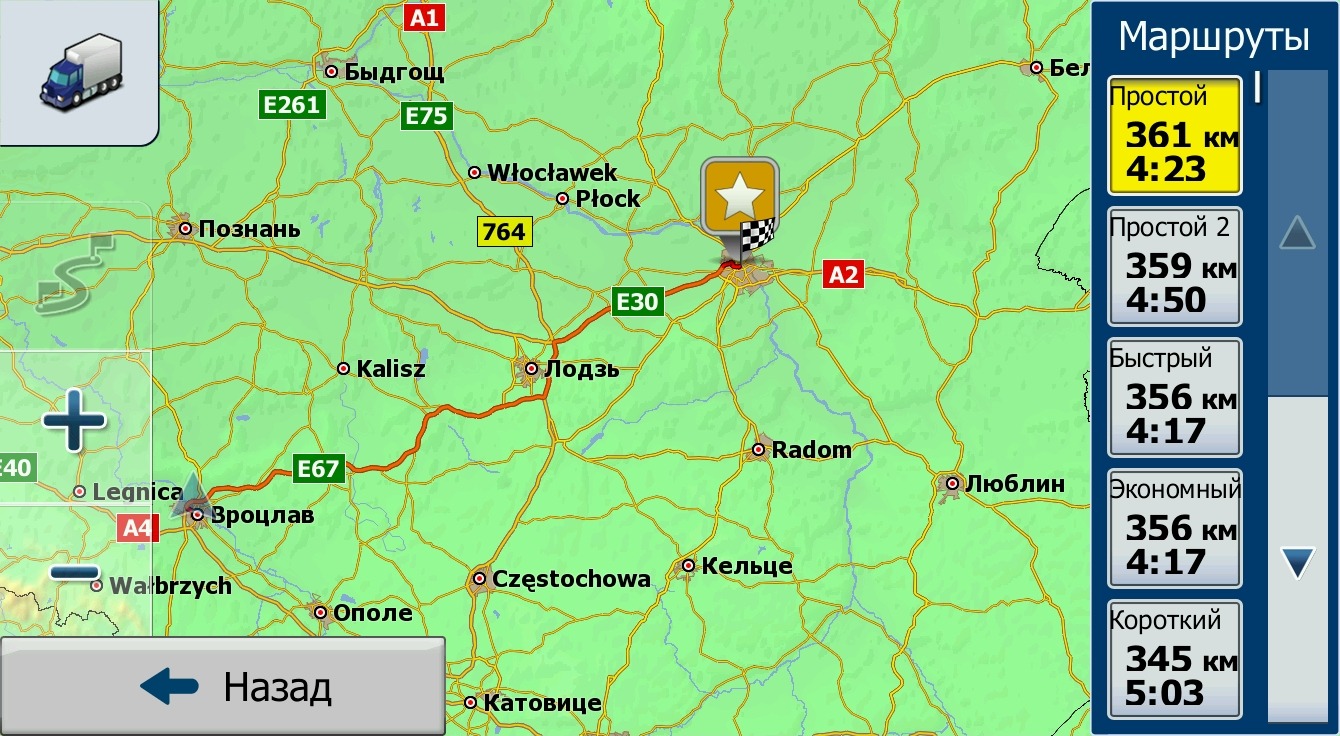 A1
Быдгощ
Бел
E261
E75
Włocławek
Płock
Познань
764
A2
E30
Kalisz
Лодзь
Radom
E40
E67
Legnica
Люблин
Вроцлав
A4
Кельце
Częstochowa
Wałbrzych
Ополе
Назад
Катовице
Маршруты
Простой
361 км
4:23
Простой 2
359 км
4:50
Быстрый
356 км
4:17
Экономный
356 км
4:17
Короткий
345 км
5:03